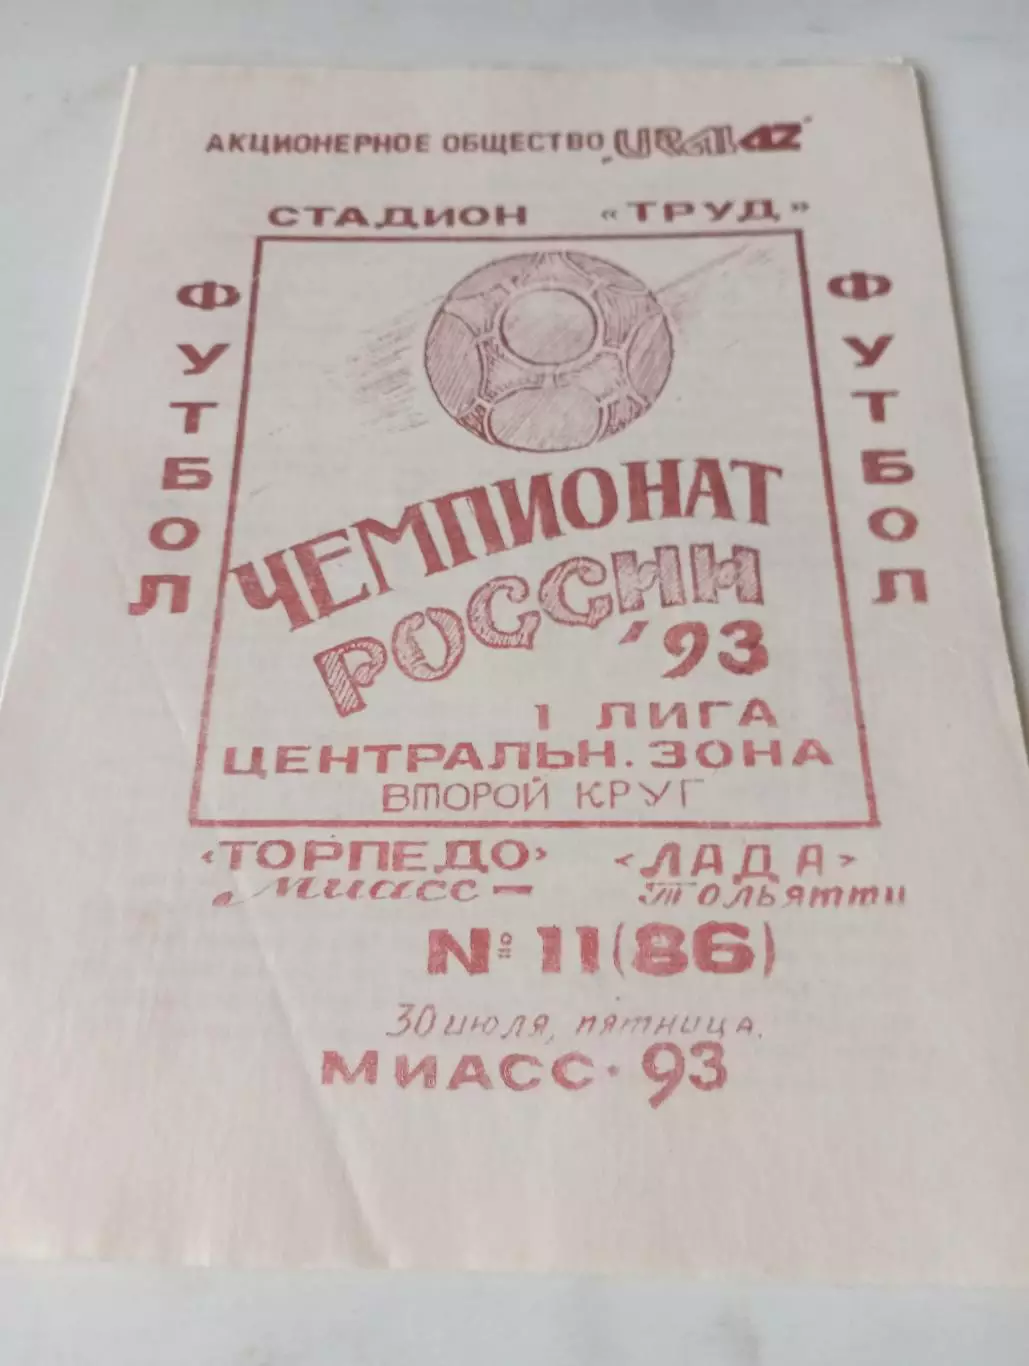 АКЦИОНЕРНОЕ ОБЩЕСТВО „UralAZ"
СТАДИОН «ТРУД»
ФУТБОЛ
ФУТБОЛ
ЧЕМПИОНАТ
РОССИИ
'93
1 ЛИГА
ЦЕНТРАЛЬН. ЗОНА
ВТОРОЙ КРУГ
«ТОРПЕДО» «ЛАДА»
Миасс — Тольятти
№ 11 (86)
30 июля, пятница.
МИАСС · 93